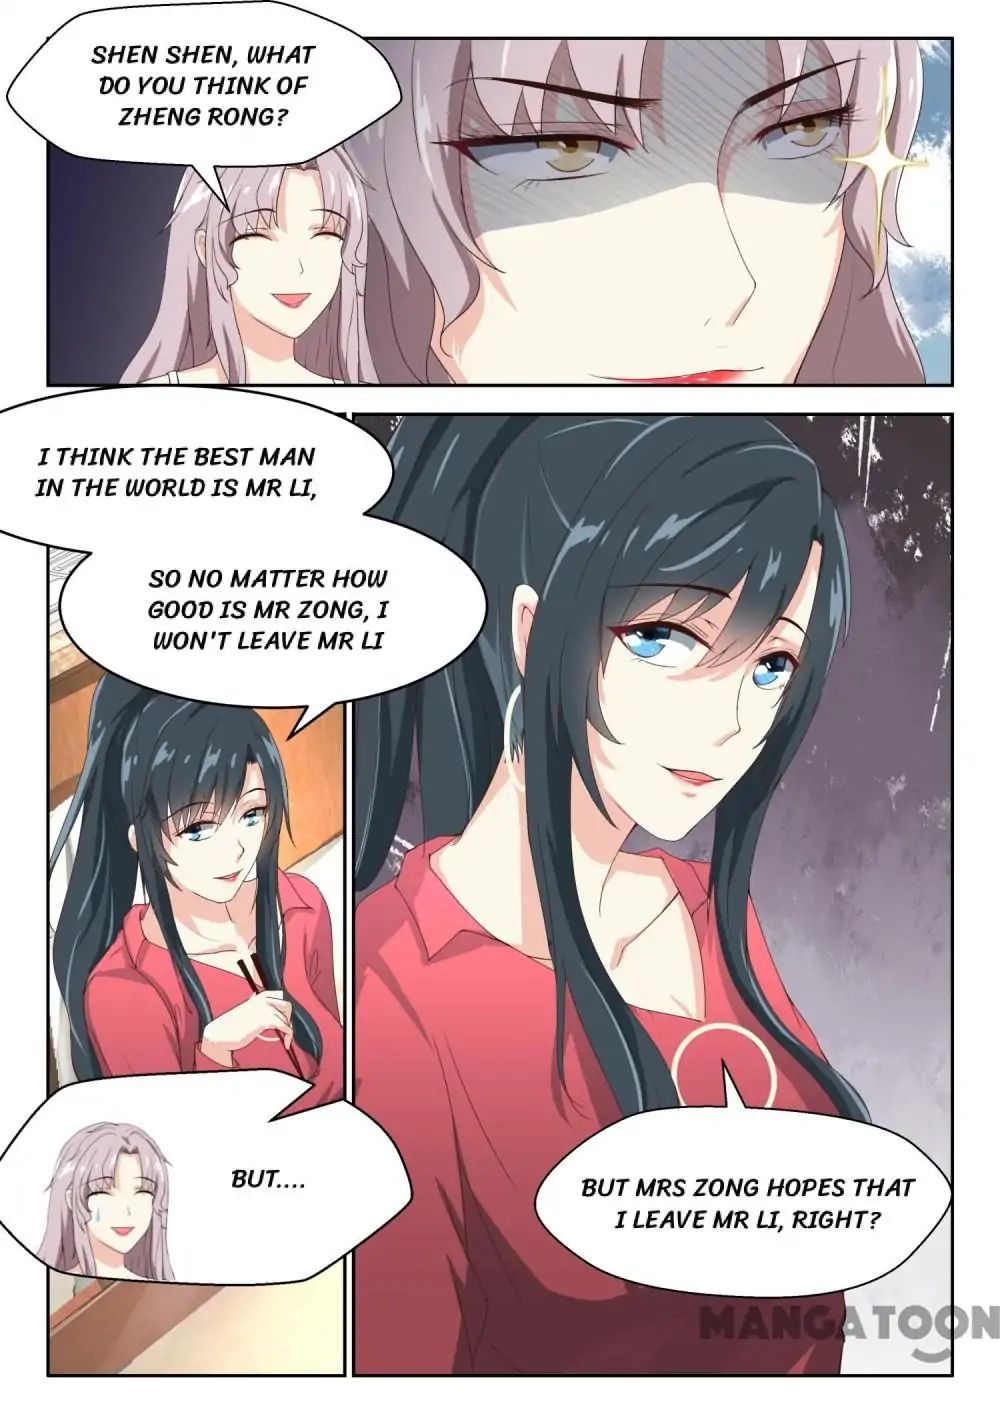 SHEN SHEN, WHAT
DO YOU THINK OF
ZHENG RONG?
I THINK THE BEST MAN
IN THE WORLD IS MR LI,
SO NO MATTER HOW
GOOD IS MR ZONG, I
WON'T LEAVE MR LI
BUT....
BUT MRS ZONG HOPES THAT
I LEAVE MR LI, RIGHT?
MANGATOON